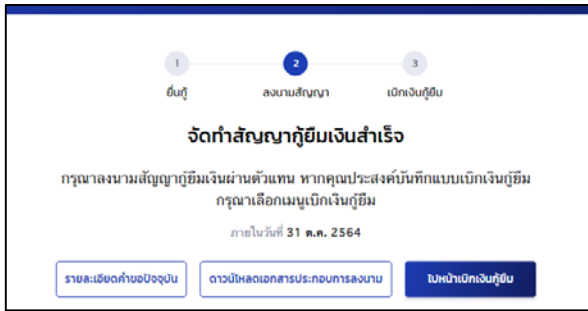 1
2
3
ยื่นกู้
ลงนามสัญญา
เบิกเงินกู้ยืม
จัดทำสัญญากู้ยืมเงินสำเร็จ
กรุณาลงนามสัญญากู้ยืมเงินผ่านตัวแทน หากคุณประสงค์บันทึกแบบเบิกเงินกู้ยืม
กรุณาเลือกเมนูเบิกเงินกู้ยืม
ภายในวันที่ 31 ต.ค. 2564
รายละเอียดคำขอปัจจุบัน
ดาวน์โหลดเอกสารประกอบการลงนาม
ไปหน้าเบิกเงินกู้ยืม